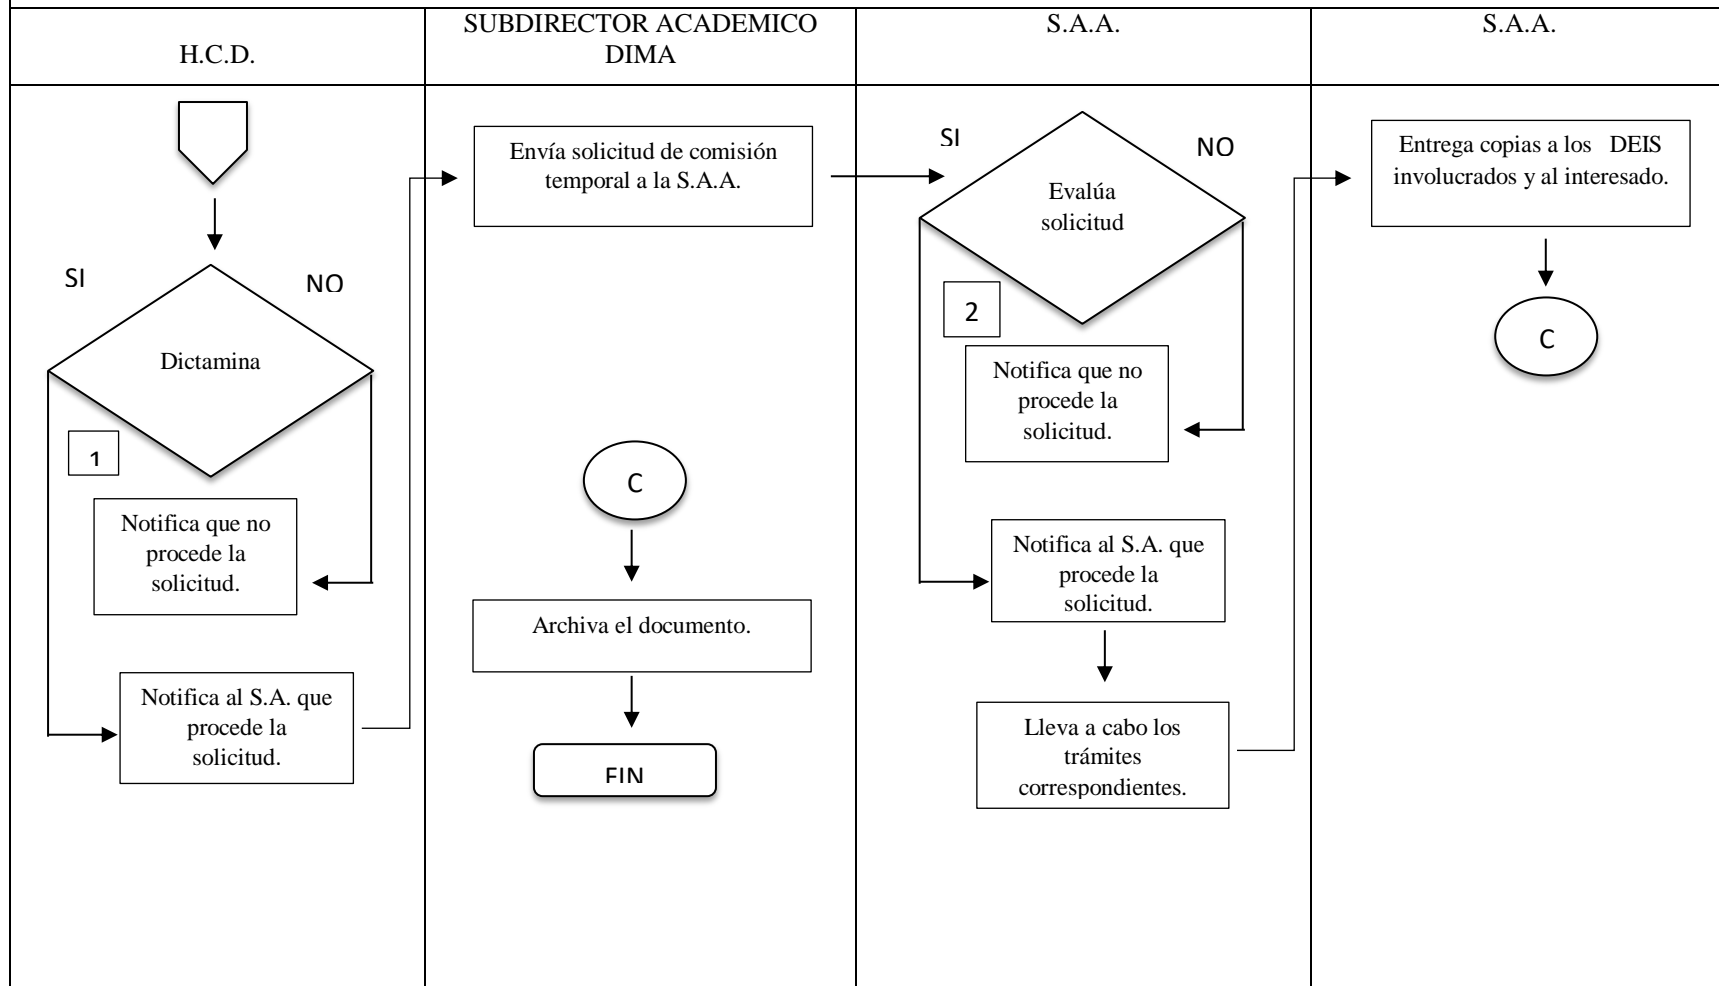 H.C.D.
SUBDIRECTOR ACADEMICO
DIMA
S.A.A.
S.A.A.
SI
NO
Dictamina
1
Notifica que no
procede la
solicitud.
Notifica al S.A. que
procede la
solicitud.
Envía solicitud de comisión
temporal a la S.A.A.
C
Archiva el documento.
FIN
SI
NO
Evalúa
solicitud
2
Notifica que no
procede la
solicitud.
Notifica al S.A. que
procede la
solicitud.
Lleva a cabo los
trámites
correspondientes.
Entrega copias a los DEIS
involucrados y al interesado.
C